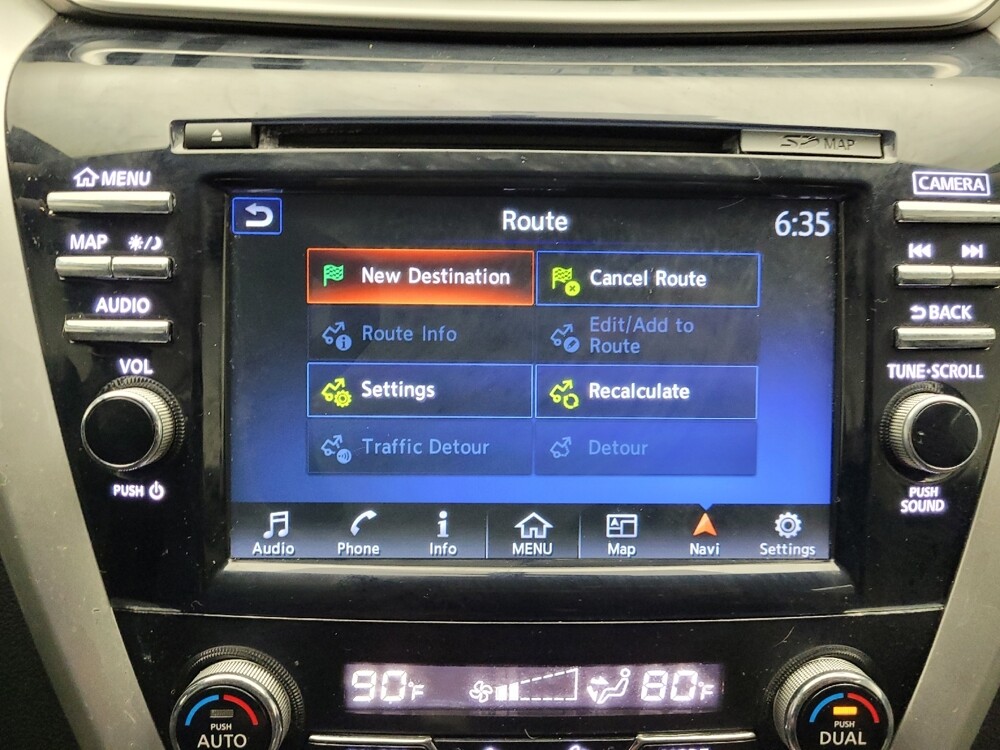 MAP
MENU
CAMERA
MAP
AUDIO
BACK
VOL
TUNE·SCROLL
PUSH
PUSH
SOUND
Route
6:35
New Destination
Cancel Route
Route Info
Edit/Add to
Route
Settings
Recalculate
Traffic Detour
Detour
Audio
Phone
Info
MENU
Map
Navi
Settings
90°F
80°F
PUSH
AUTO
PUSH
DUAL